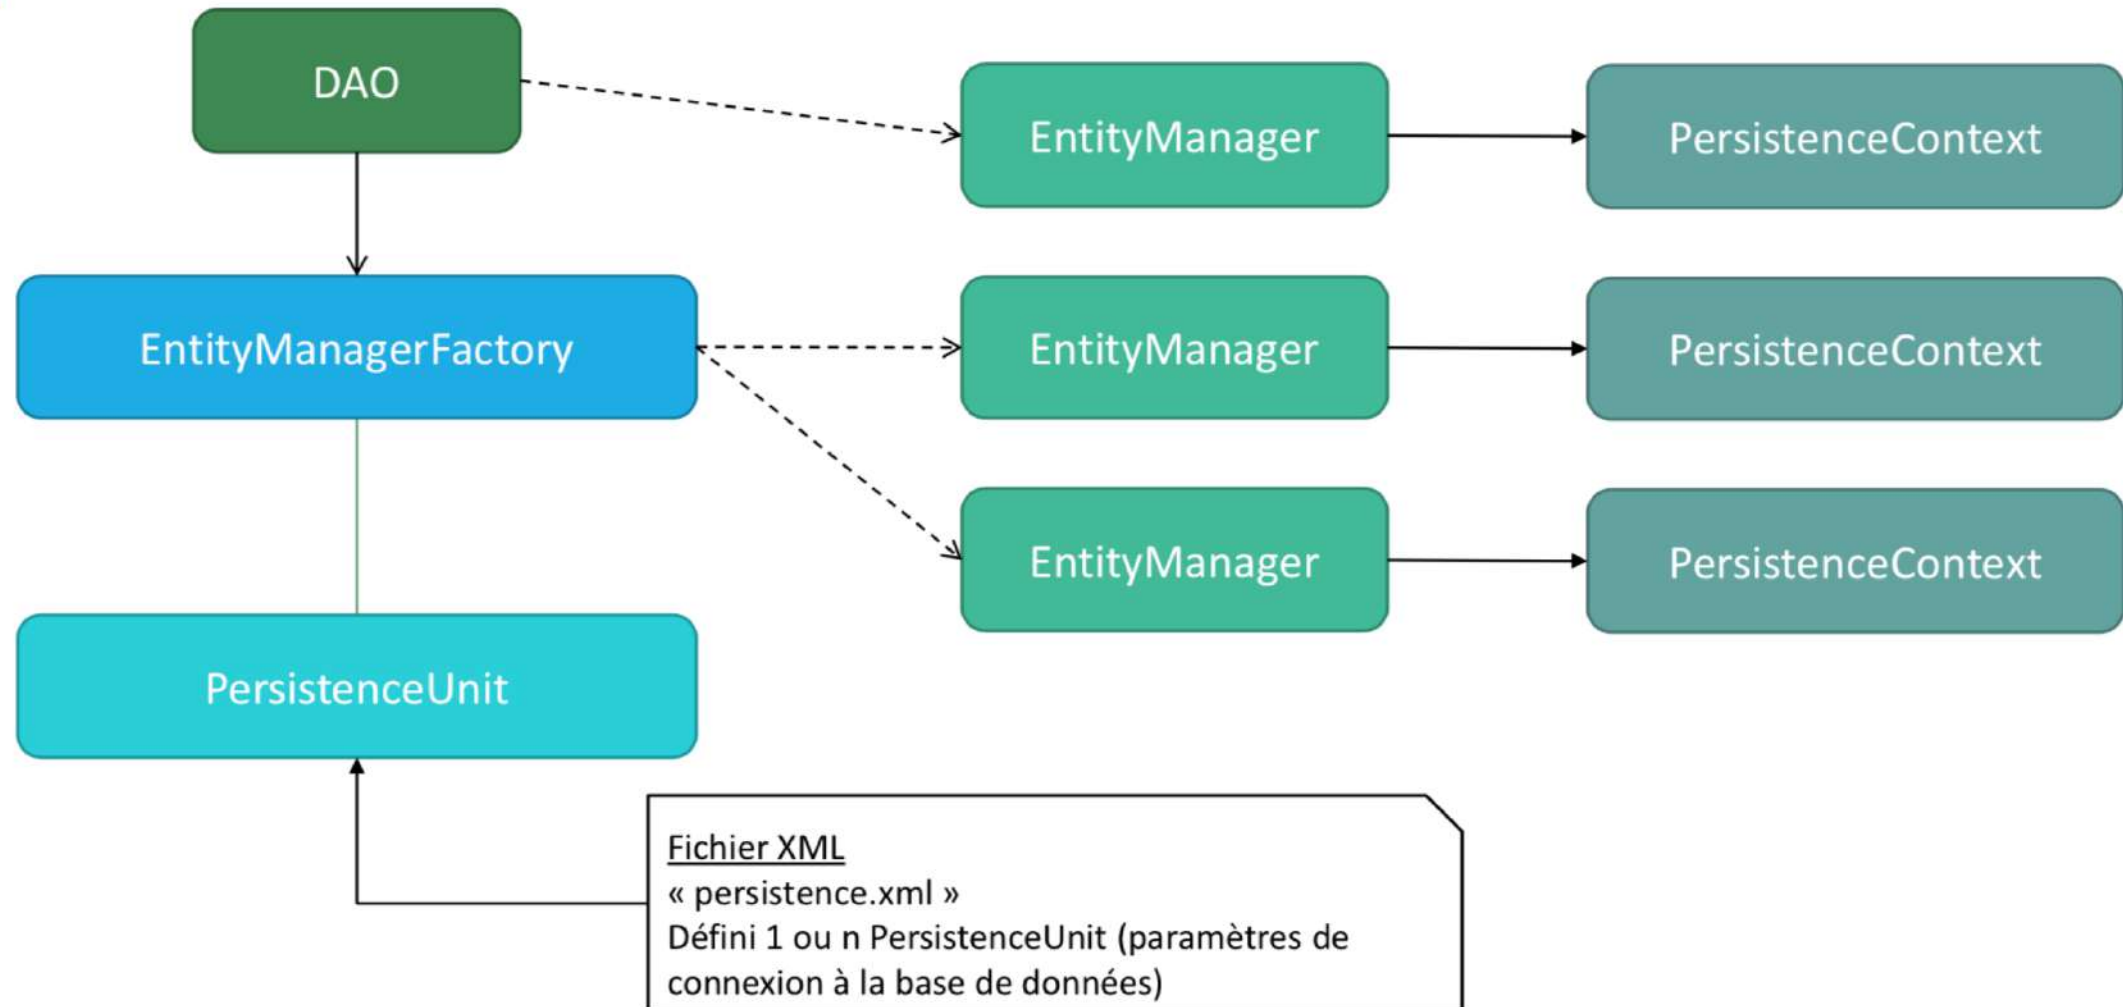 DAO
EntityManager
PersistenceContext
EntityManagerFactory
EntityManager
PersistenceContext
EntityManager
PersistenceContext
PersistenceUnit
Fichier XML
« persistence.xml »
Défini 1 ou n PersistenceUnit (paramètres de
connexion à la base de données)